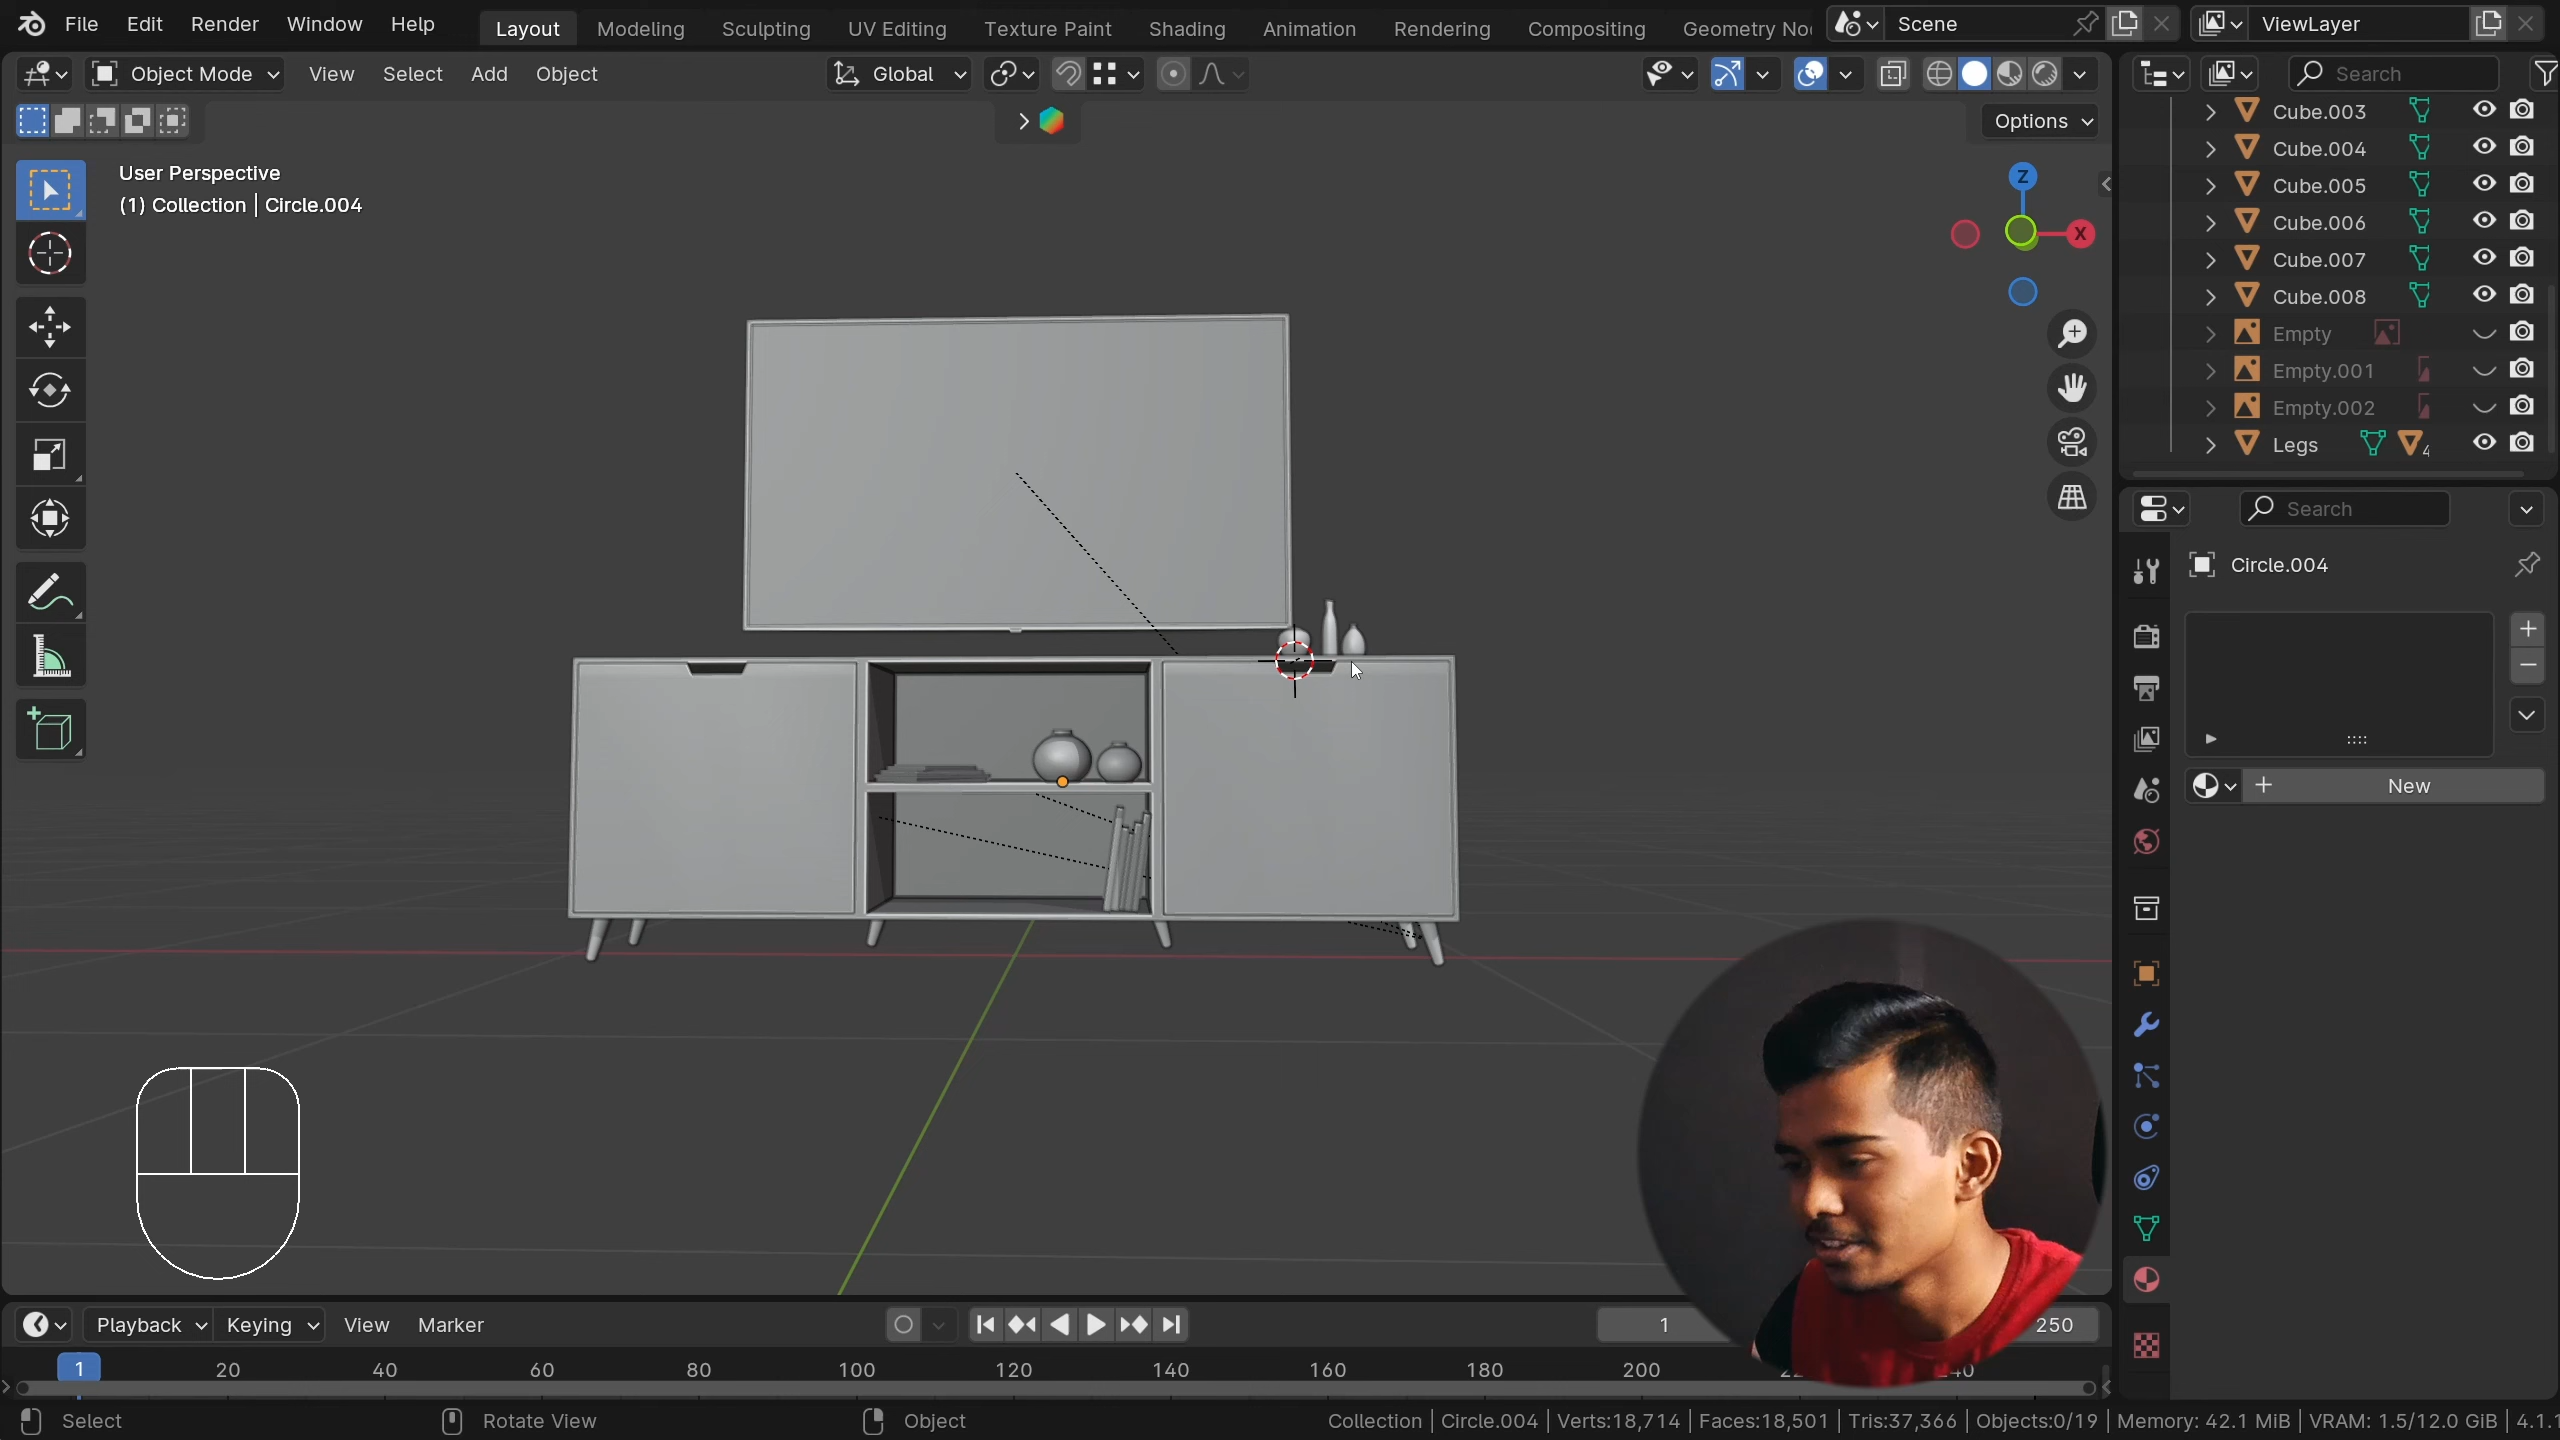 File Edit Render Window Help Layout Modeling Sculpting UV Editing Texture Paint Shading Animation Rendering Compositing Geometry No Scene ViewLayer
Object Mode View Select Add Object Global Search
Options
User Perspective
(1) Collection | Circle.004
Z
X
Cube.003
Cube.004
Cube.005
Cube.006
Cube.007
Cube.008
Empty
Empty.001
Empty.002
Legs 4
Search
Circle.004
New
Playback Keying View Marker 1 250
1 20 40 60 80 100 120 140 160 180 200
Select Rotate View Object Collection | Circle.004 | Verts:18,714 | Faces:18,501 | Tris:37,366 | Objects:0/19 | Memory: 42.1 MiB | VRAM: 1.5/12.0 GiB | 4.1.1